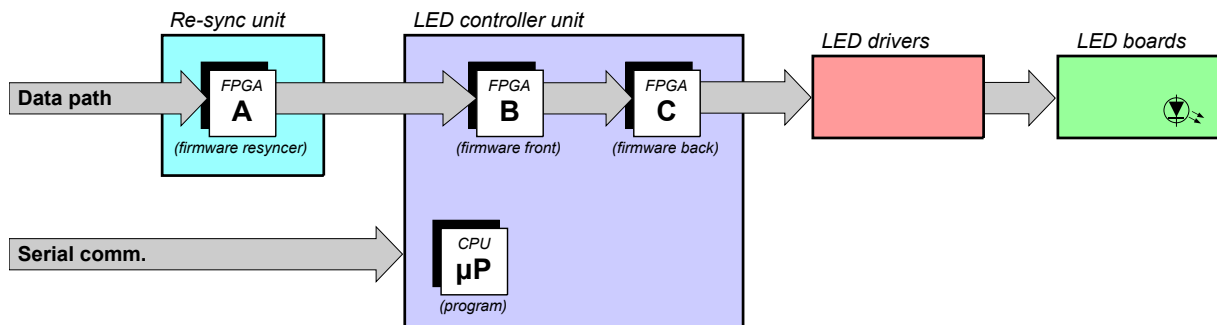 Re-sync unit
LED controller unit
LED drivers
LED boards
Data path
FPGA
A
(firmware resyncer)
FPGA
B
(firmware front)
FPGA
C
(firmware back)
Serial comm.
CPU
µP
(program)